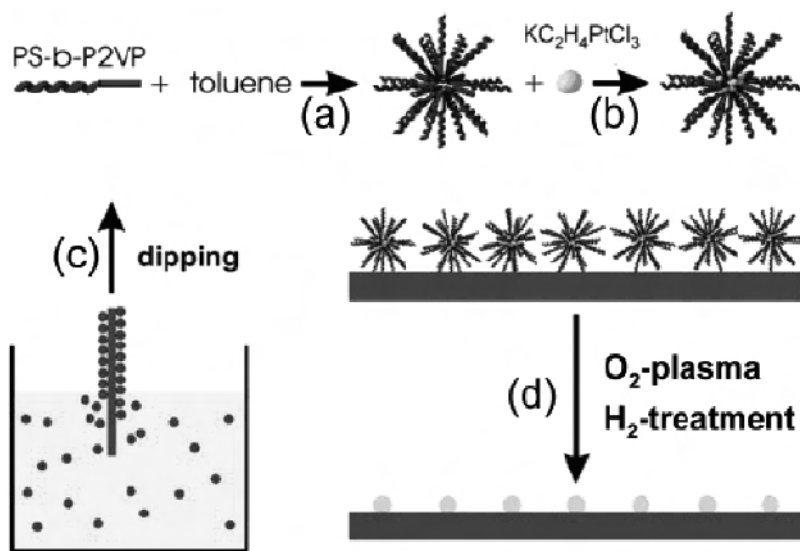 KC₂H₄PtCl₃
PS-b-P2VP
+ toluene
+
(a)
(b)
(c)
dipping
(d)
O₂-plasma
H₂-treatment